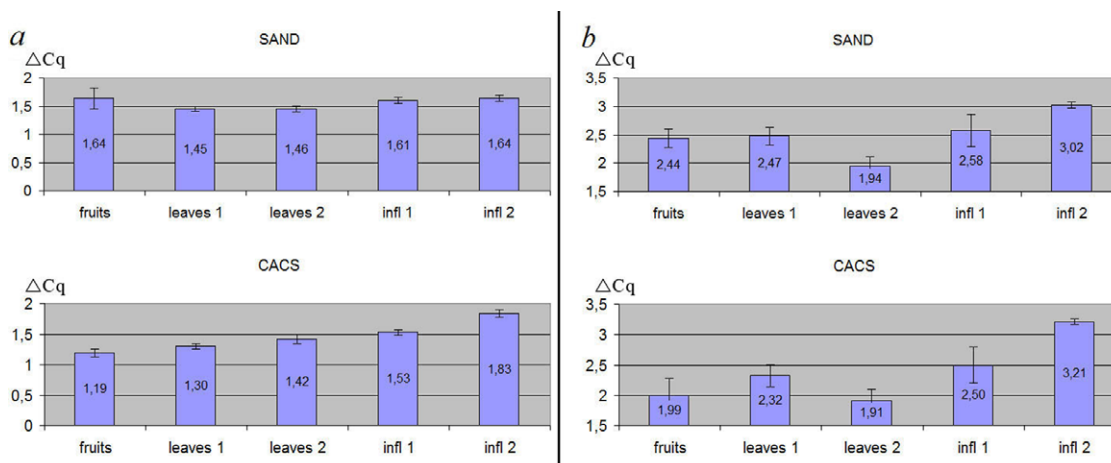 a
SAND
△Cq
2
1,5
1
0,5
0
1,64
1,45
1,46
1,61
1,64
fruits
leaves 1
leaves 2
infl 1
infl 2
CACS
△Cq
2
1,5
1
0,5
0
1,19
1,30
1,42
1,53
1,83
fruits
leaves 1
leaves 2
infl 1
infl 2
b
SAND
△Cq
3,5
3
2,5
2
1,5
2,44
2,47
1,94
2,58
3,02
fruits
leaves 1
leaves 2
infl 1
infl 2
CACS
△Cq
3,5
3
2,5
2
1,5
1,99
2,32
1,91
2,50
3,21
fruits
leaves 1
leaves 2
infl 1
infl 2